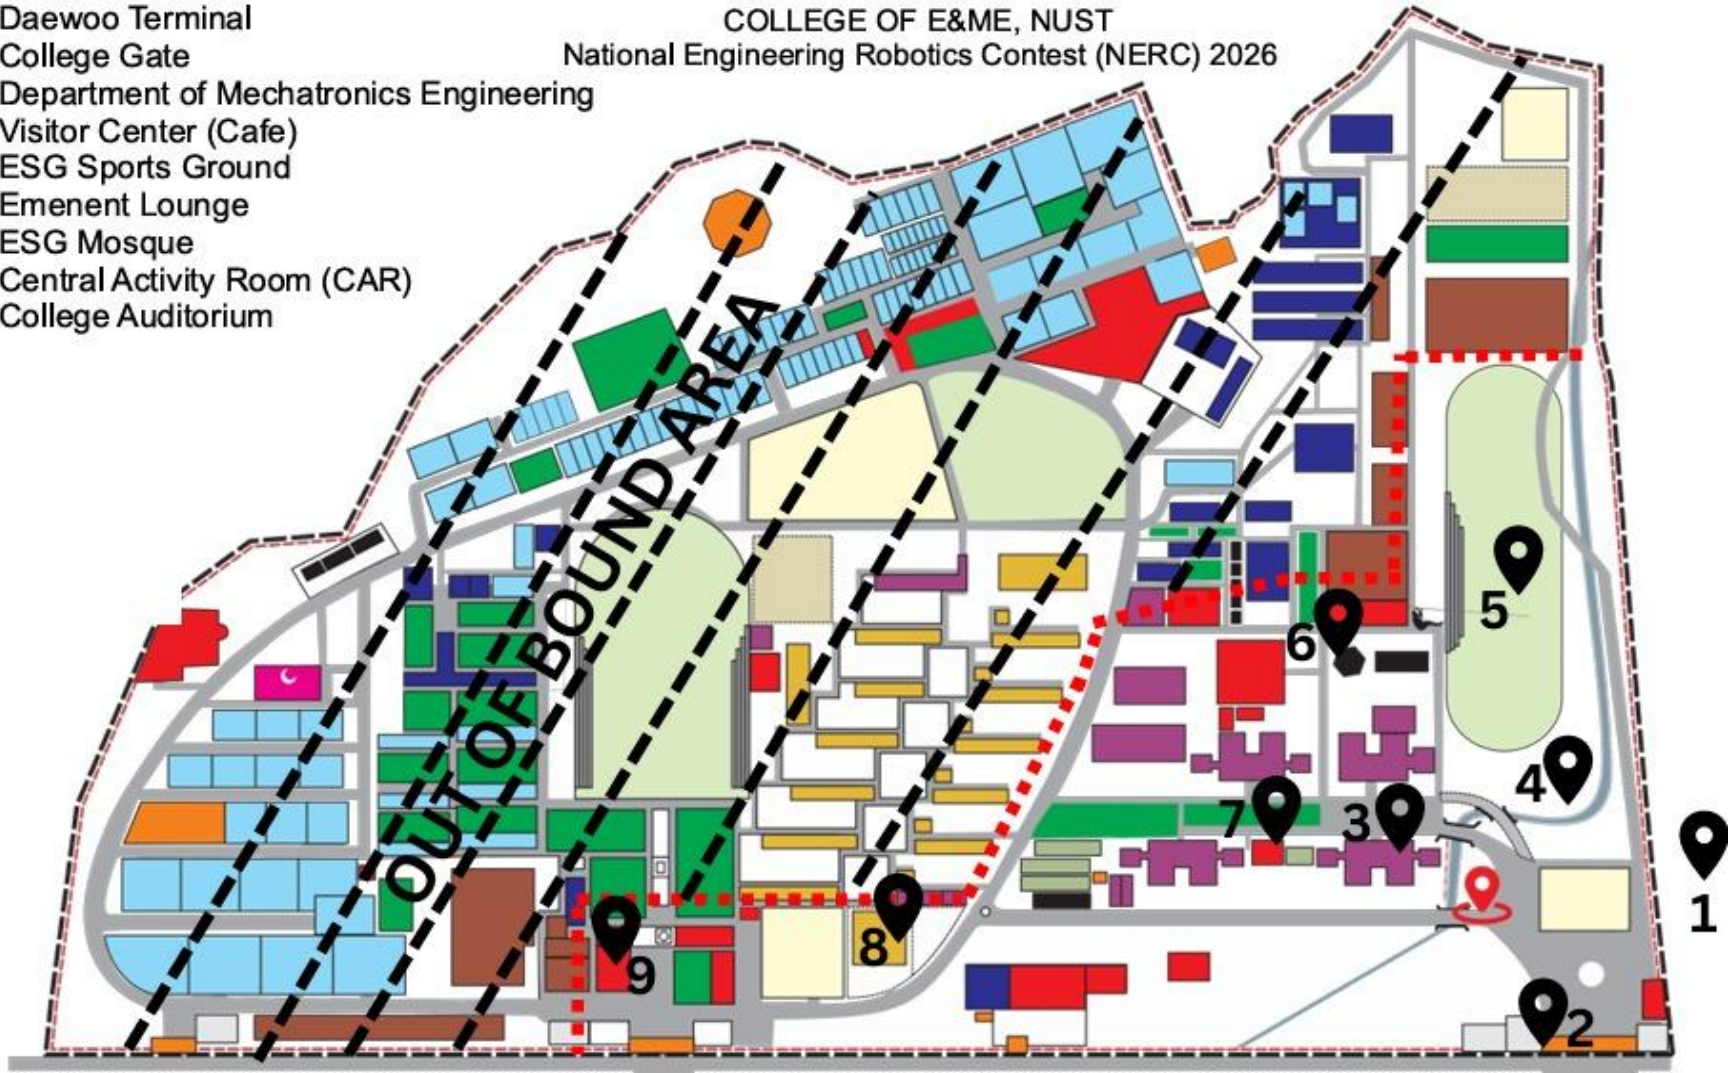 Daewoo Terminal
College Gate
Department of Mechatronics Engineering
Visitor Center (Cafe)
ESG Sports Ground
Emenent Lounge
ESG Mosque
Central Activity Room (CAR)
College Auditorium
COLLEGE OF E&ME, NUST
National Engineering Robotics Contest (NERC) 2026
OUT OF BOUND AREA
5
6
4
7
3
1
8
9
2